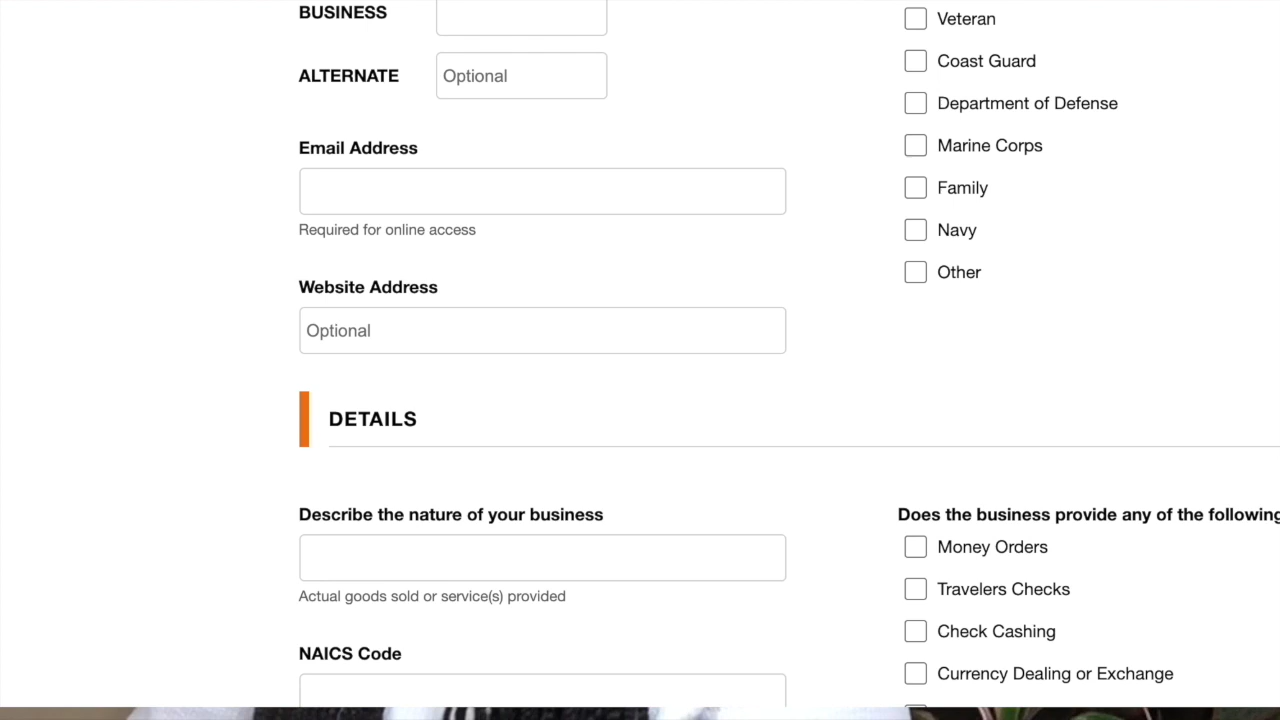 BUSINESS
ALTERNATE
Optional
Email Address
Required for online access
Website Address
Optional
Veteran
Coast Guard
Department of Defense
Marine Corps
Family
Navy
Other
DETAILS
Describe the nature of your business
Actual goods sold or service(s) provided
NAICS Code
Does the business provide any of the following
Money Orders
Travelers Checks
Check Cashing
Currency Dealing or Exchange